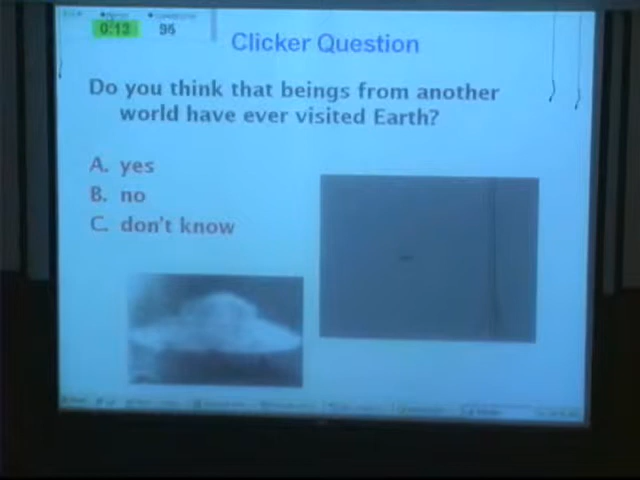 0:13
96
Clicker Question
Do you think that beings from another
world have ever visited Earth?
A. yes
B. no
C. don't know